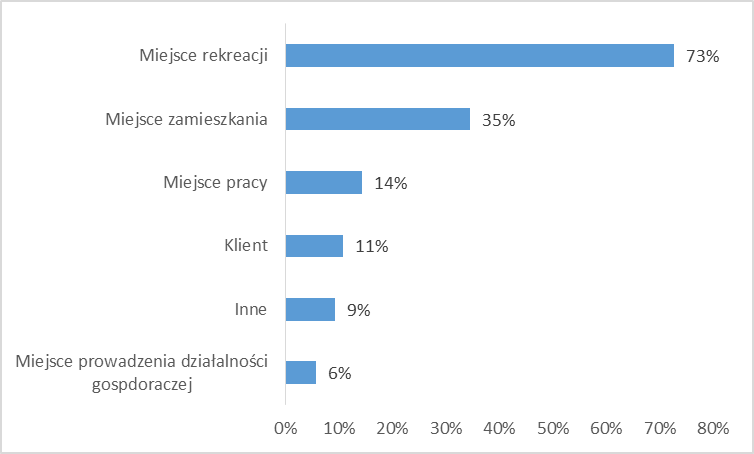 Miejsce rekreacji 73%
Miejsce zamieszkania 35%
Miejsce pracy 14%
Klient 11%
Inne 9%
Miejsce prowadzenia działalności
gospdoraczej 6%
0% 10% 20% 30% 40% 50% 60% 70% 80%